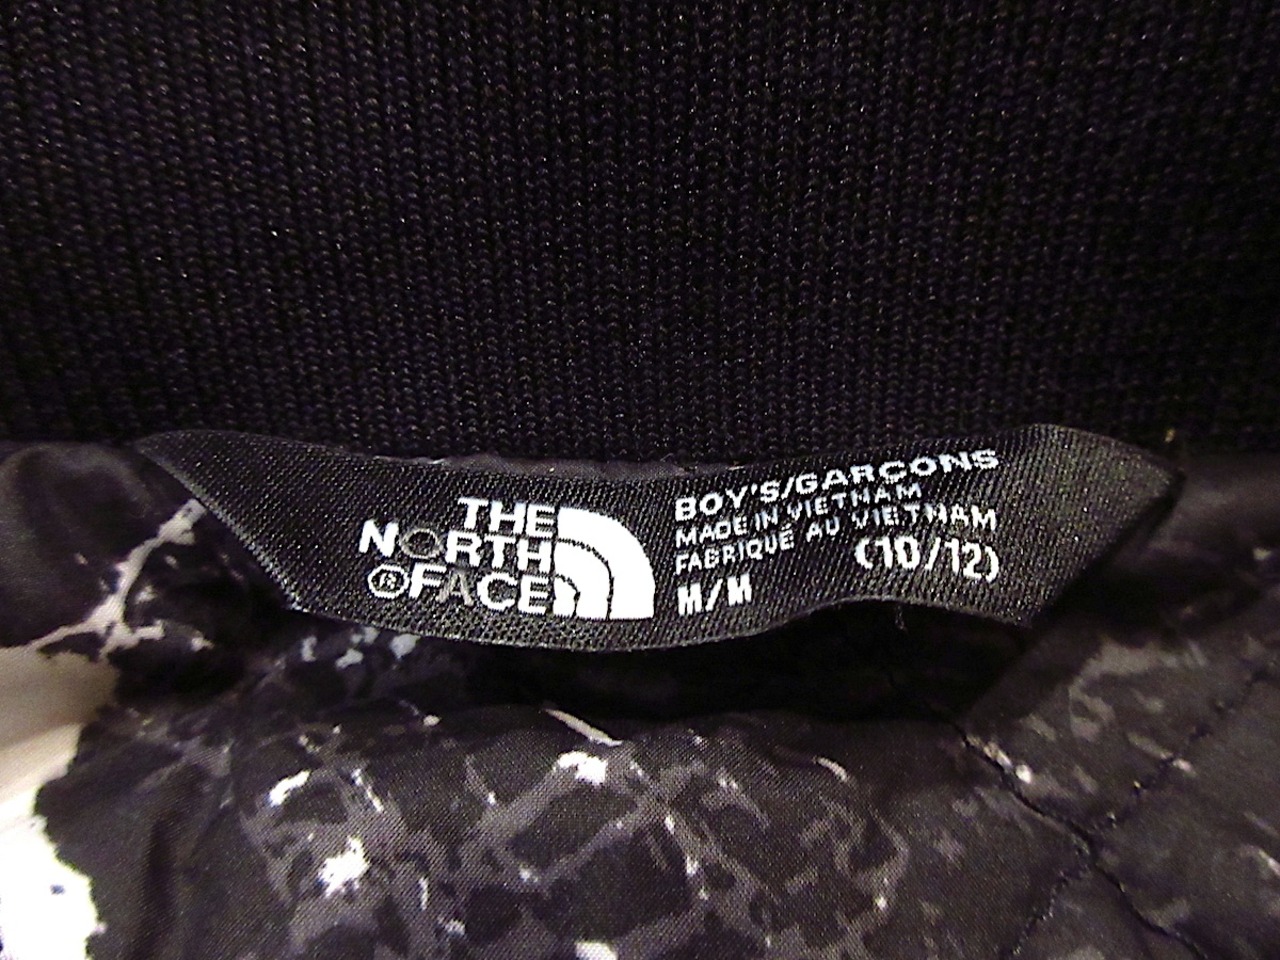 THE
NORTH
®FACE
BOY'S/GARÇONS
MADE IN VIETNAM
FABRIQUÉ AU VIETNAM
M/M (10/12)